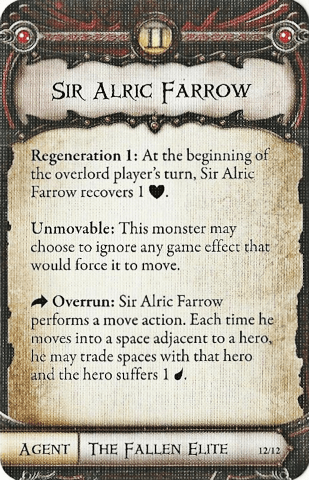 II
SIR ALRIC FARROW
Regeneration 1: At the beginning of
the overlord player's turn, Sir Alric
Farrow recovers 1 ♥.
Unmovable: This monster may
choose to ignore any game effect that
would force it to move.
Overrun: Sir Alric Farrow
performs a move action. Each time he
moves into a space adjacent to a hero,
he may trade spaces with that hero
and the hero suffers 1 .
AGENT THE FALLEN ELITE 12/12